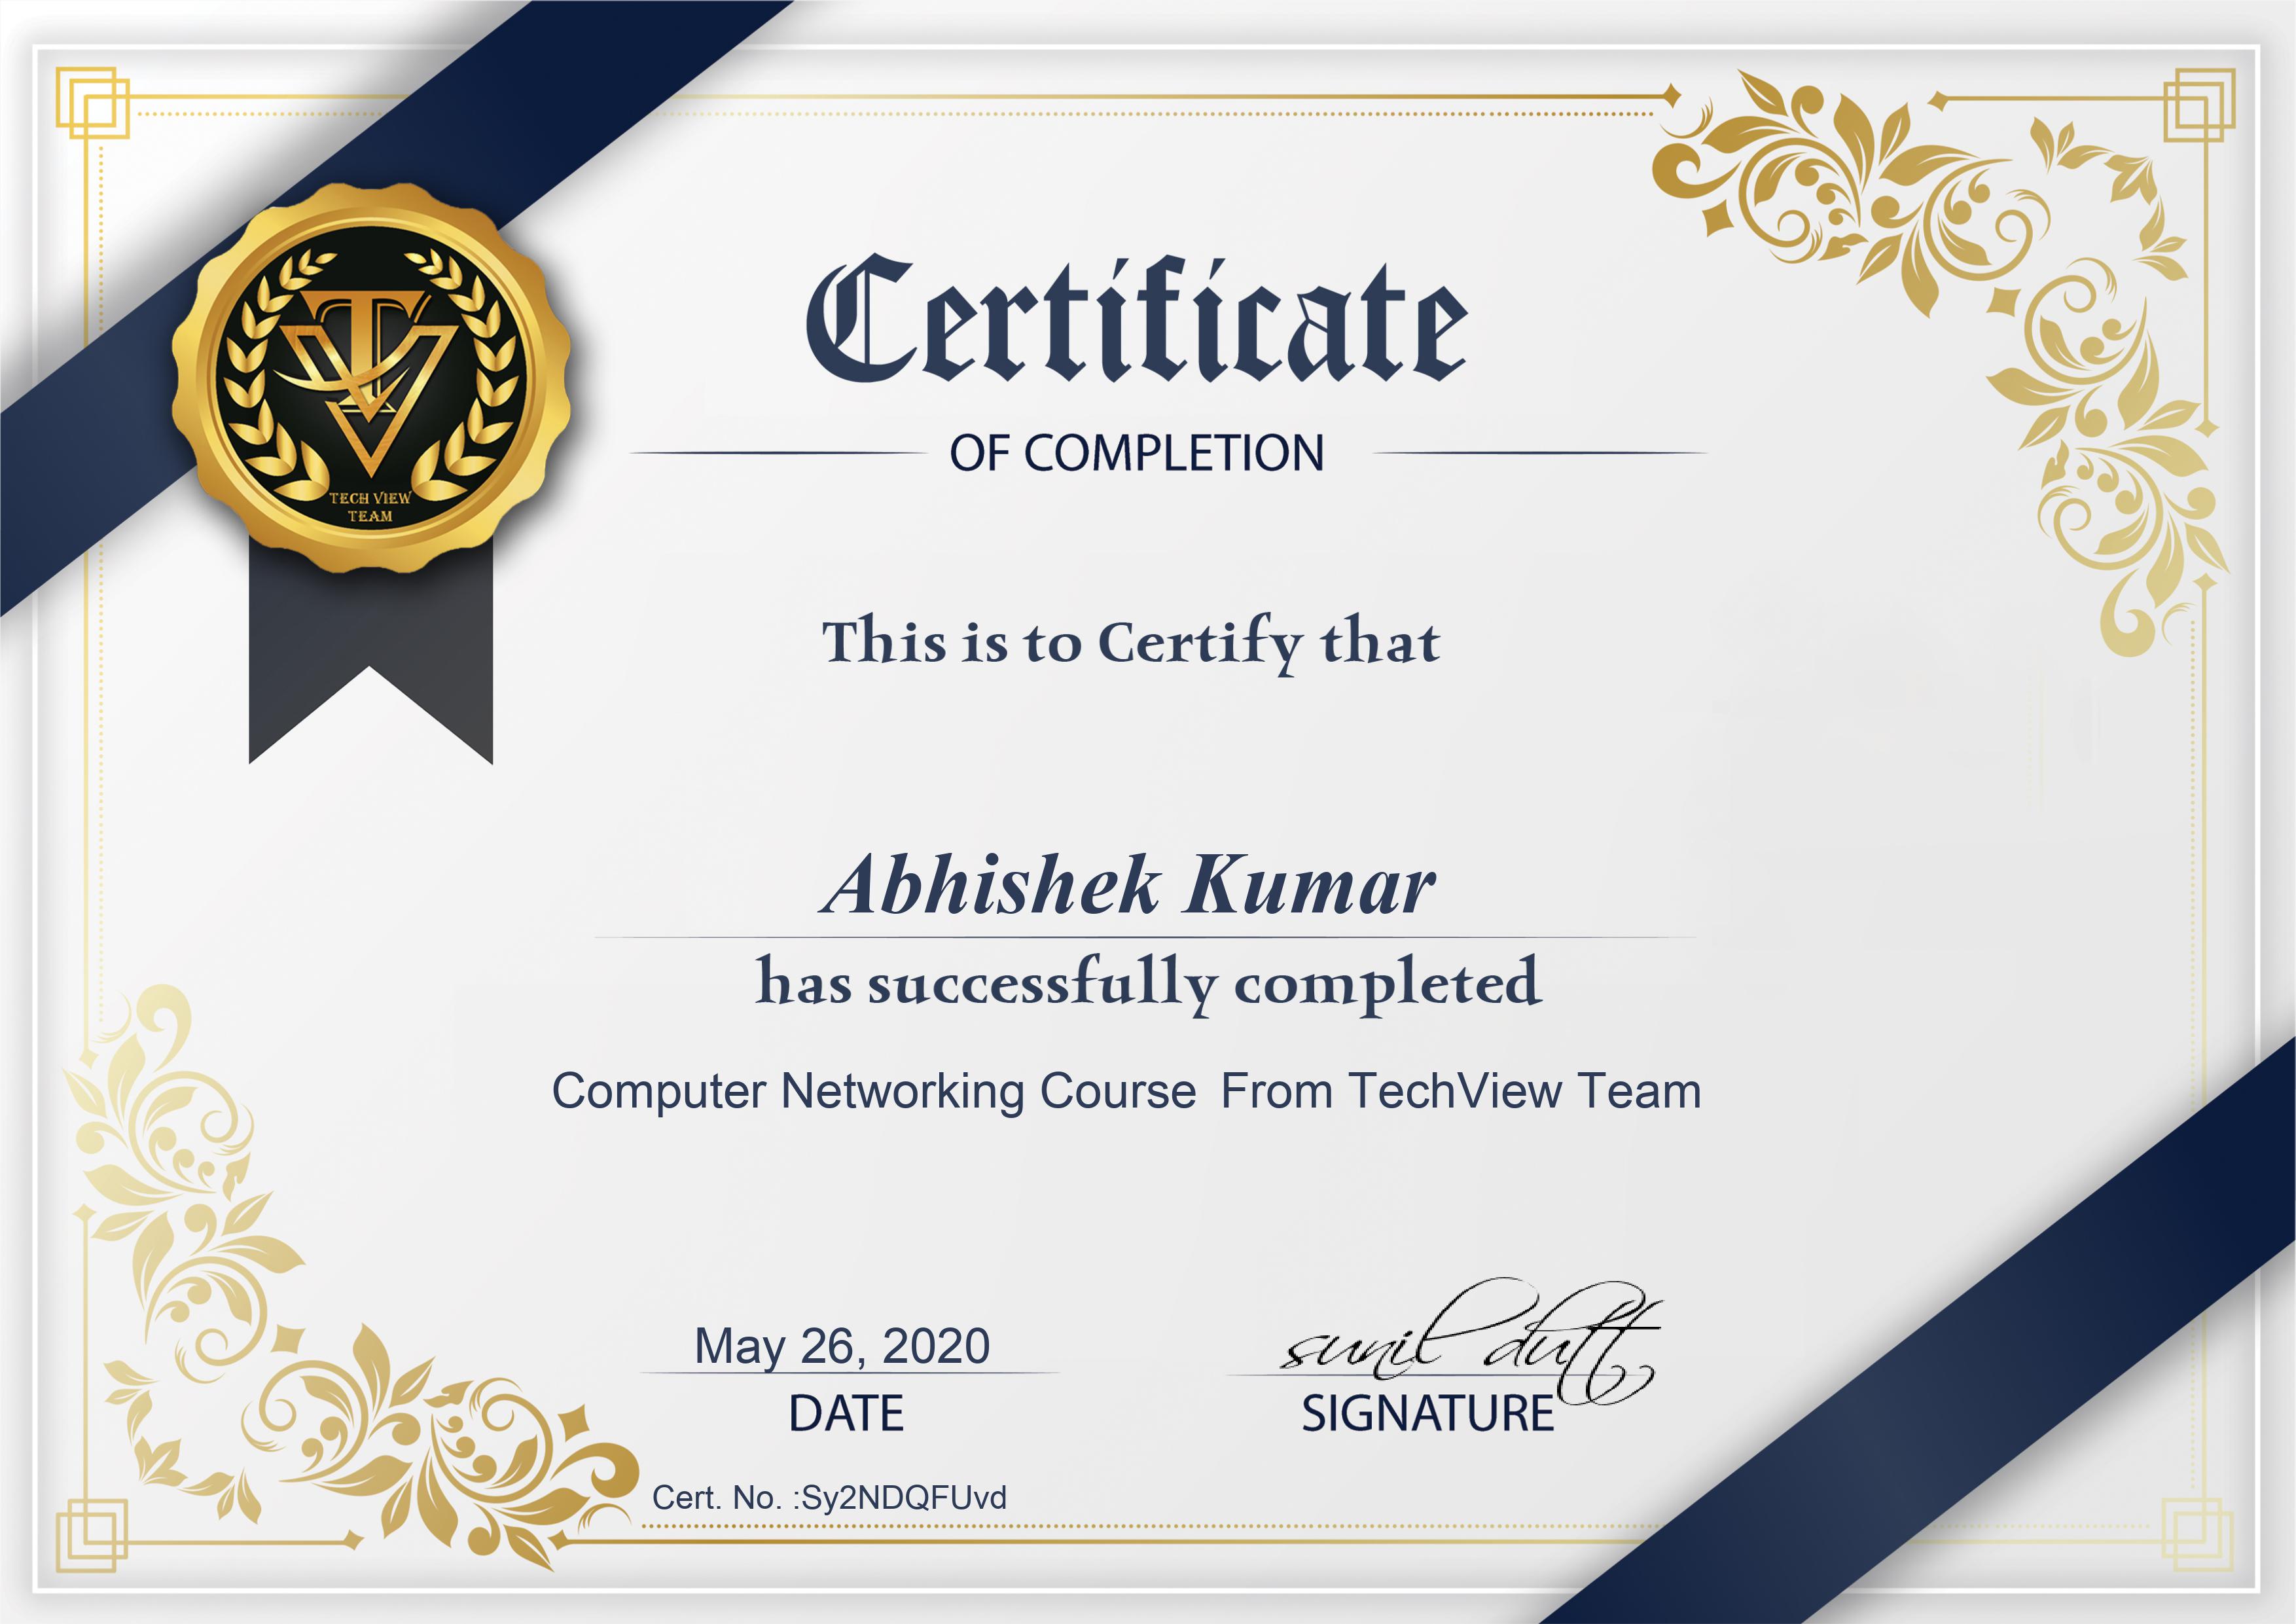 Certificate
OF COMPLETION
TECH VIEW
TEAM
This is to Certify that
Abhishek Kumar
has successfully completed
Computer Networking Course From TechView Team
May 26, 2020
DATE
sunil dutt
SIGNATURE
Cert. No. :Sy2NDQFUvd